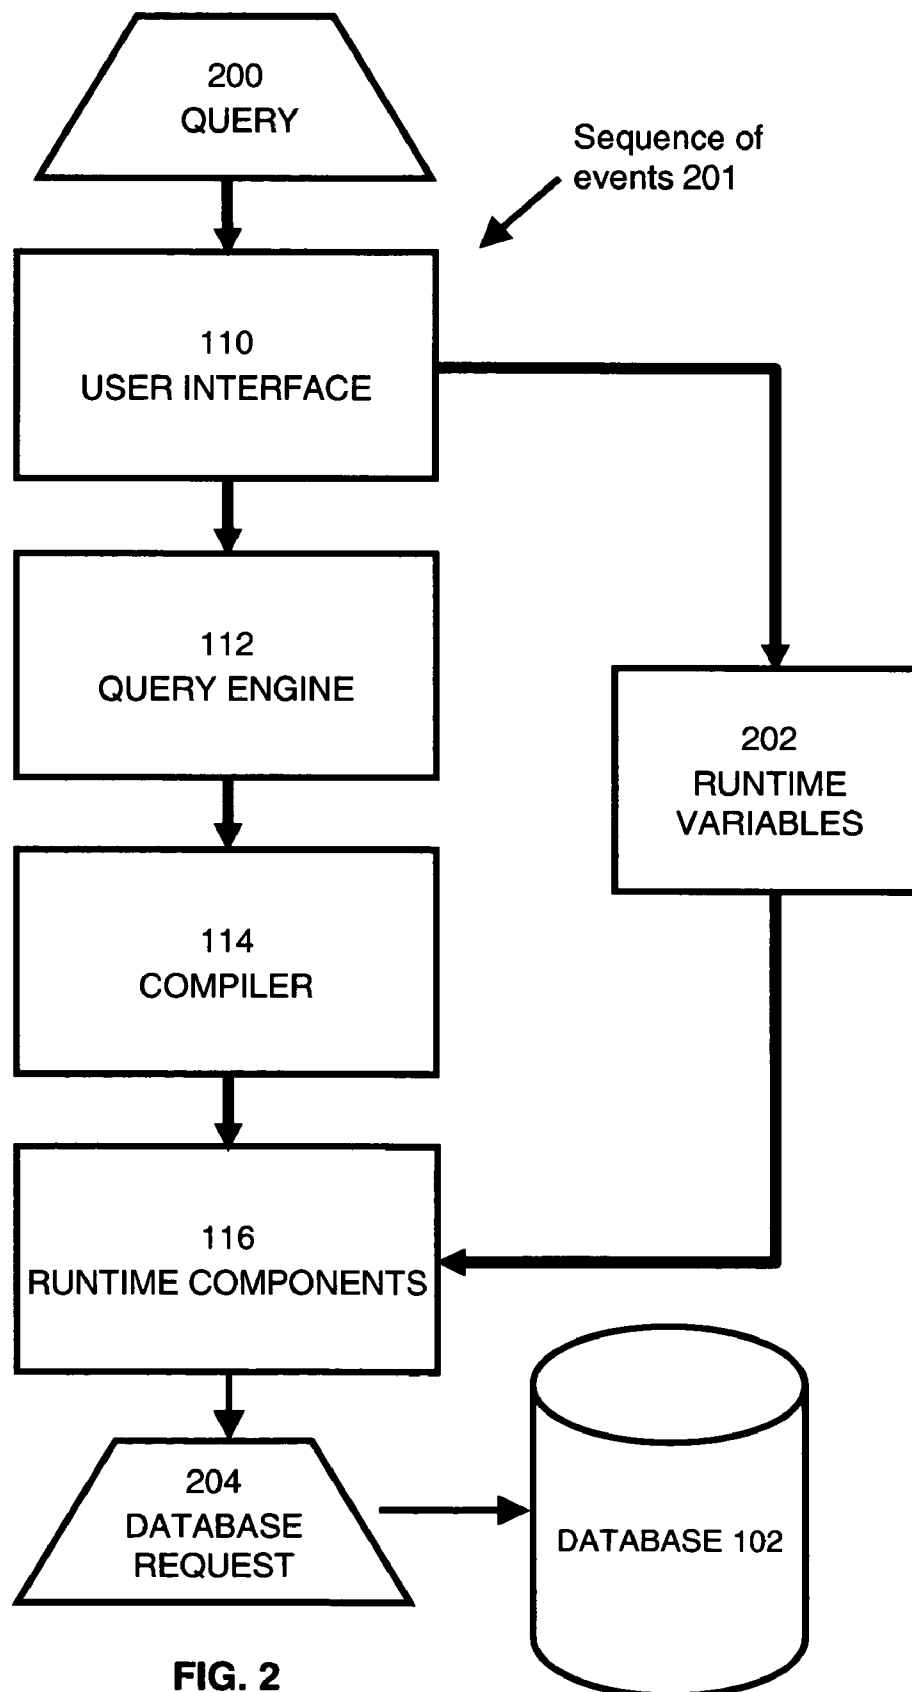 200
QUERY
Sequence of
events 201
110
USER INTERFACE
112
QUERY ENGINE
202
RUNTIME
VARIABLES
114
COMPILER
116
RUNTIME COMPONENTS
204
DATABASE
REQUEST
DATABASE 102
FIG. 2